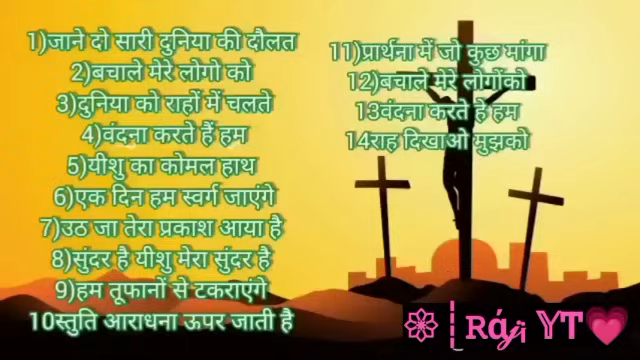 1)जाने दो सारी दुनिया की दौलत
2)बचाले मेरे लोगो को
3)दुनिया को राहों में चलते
4)वंदना करते हैं हम
5)यीशु का कोमल हाथ
6)एक दिन हम स्वर्ग जाएंगे
7)उठ जा तेरा प्रकाश आया है
8)सुंदर है यीशु मेरा सुंदर है
9)हम तूफानों से टकराएंगे
10स्तुति आराधना ऊपर जाती है
11)प्रार्थना में जो कुछ मांगा
12)बचाले मेरे लोगोंको
13वंदना करते हे हम
14राह दिखाओ मुझको
Ráji YT